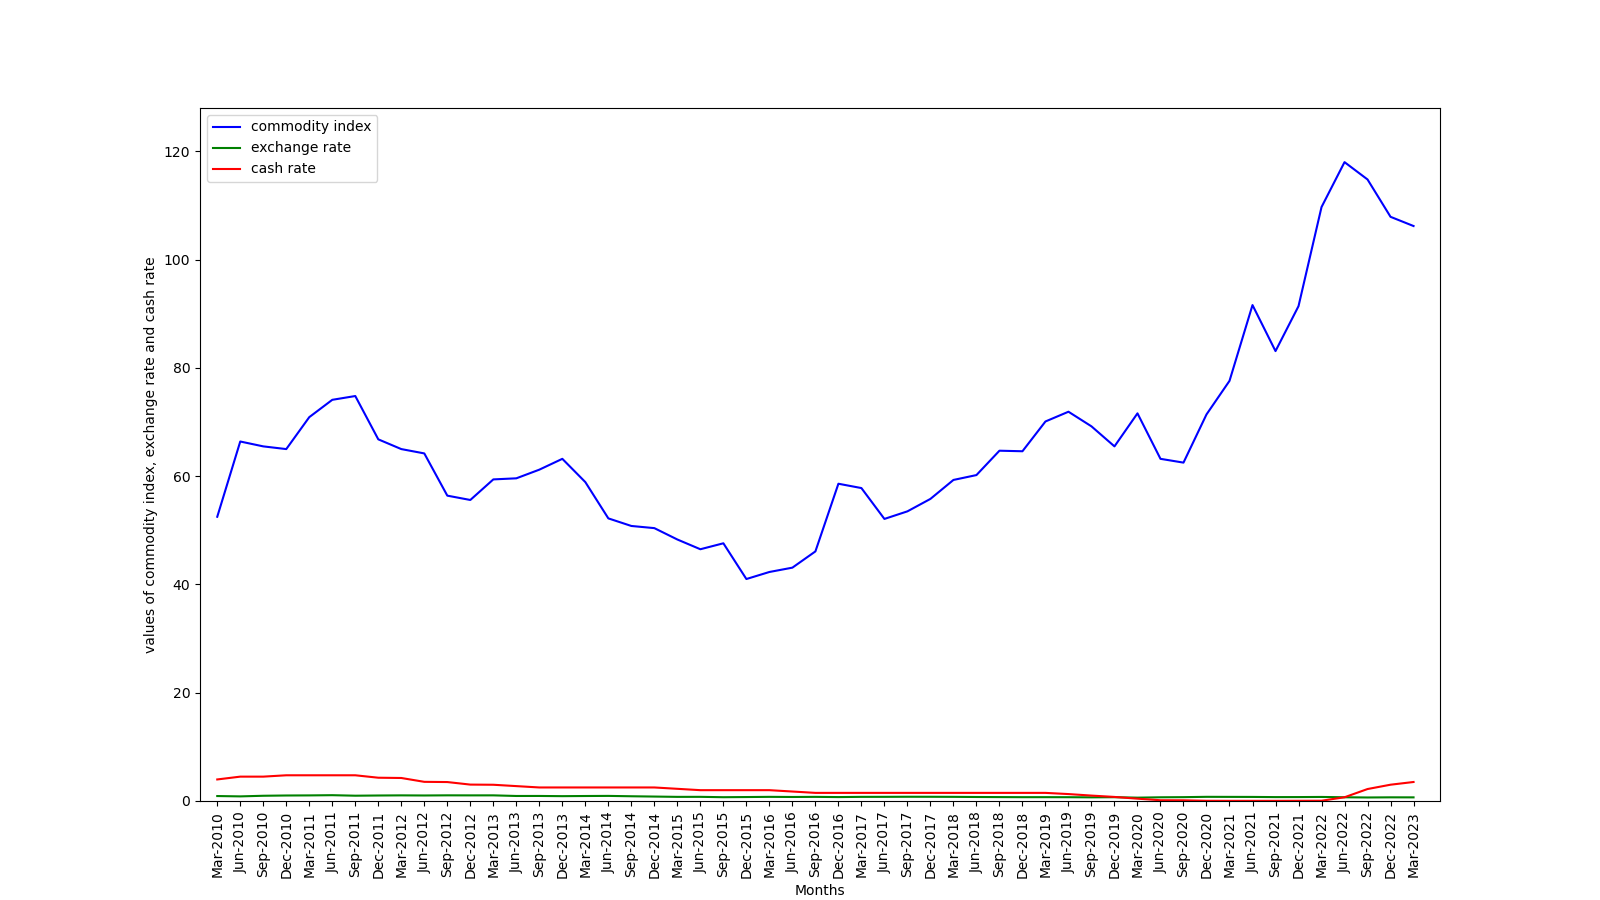 commodity index
exchange rate
cash rate
values of commodity index, exchange rate and cash rate
120
100
80
60
40
20
0
Mar-2010
Jun-2010
Sep-2010
Dec-2010
Mar-2011
Jun-2011
Sep-2011
Dec-2011
Mar-2012
Jun-2012
Sep-2012
Dec-2012
Mar-2013
Jun-2013
Sep-2013
Dec-2013
Mar-2014
Jun-2014
Sep-2014
Dec-2014
Mar-2015
Jun-2015
Sep-2015
Dec-2015
Mar-2016
Jun-2016
Sep-2016
Dec-2016
Mar-2017
Jun-2017
Sep-2017
Dec-2017
Mar-2018
Jun-2018
Sep-2018
Dec-2018
Mar-2019
Jun-2019
Sep-2019
Dec-2019
Mar-2020
Jun-2020
Sep-2020
Dec-2020
Mar-2021
Jun-2021
Sep-2021
Dec-2021
Mar-2022
Jun-2022
Sep-2022
Dec-2022
Mar-2023
Months